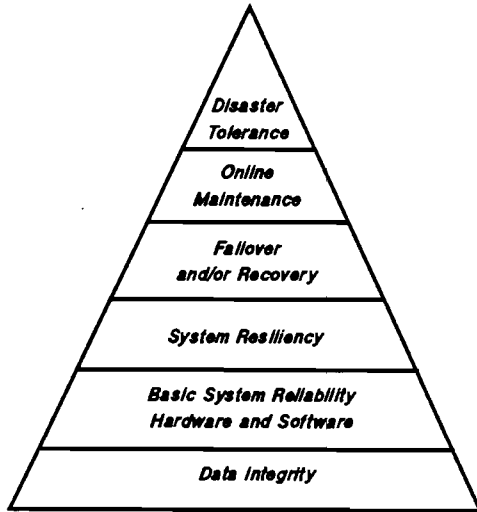 Disaster
Tolerance
Online
Maintenance
Failover
and/or Recovery
System Resiliency
Basic System Reliability
Hardware and Software
Data Integrity